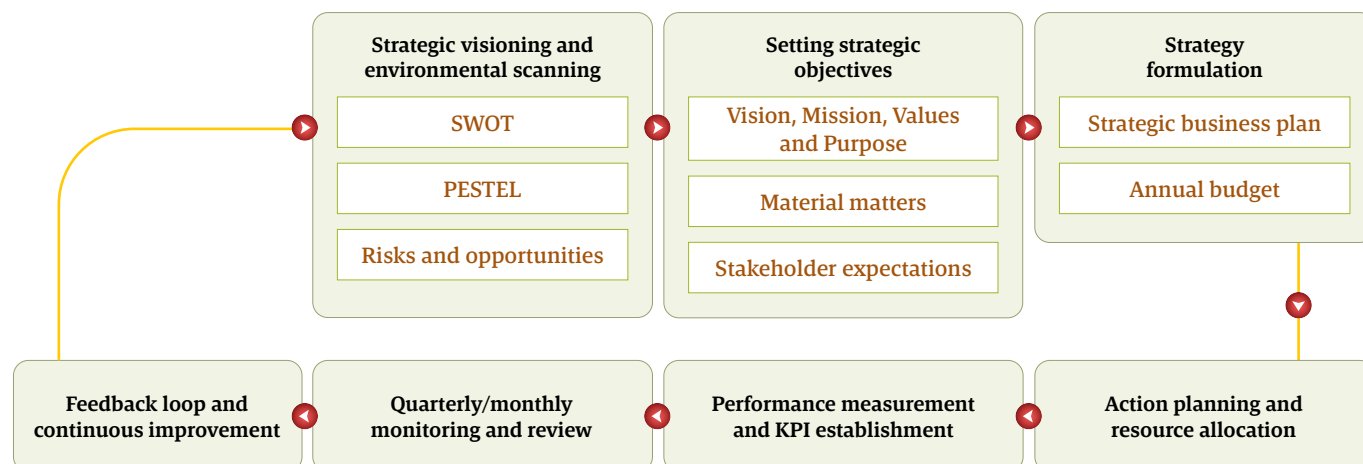 Strategic visioning and
environmental scanning
SWOT
PESTEL
Risks and opportunities
Setting strategic
objectives
Vision, Mission, Values
and Purpose
Material matters
Stakeholder expectations
Strategy
formulation
Strategic business plan
Annual budget
Action planning and
resource allocation
Performance measurement
and KPI establishment
Quarterly/monthly
monitoring and review
Feedback loop and
continuous improvement